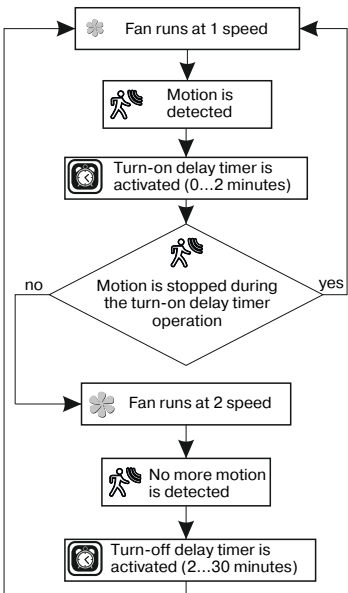 Fan runs at 1 speed
Motion is
detected
Turn-on delay timer is
activated (0...2 minutes)
no
yes
Motion is stopped during
the turn-on delay timer
operation
Fan runs at 2 speed
No more motion
is detected
Turn-off delay timer is
activated (2...30 minutes)